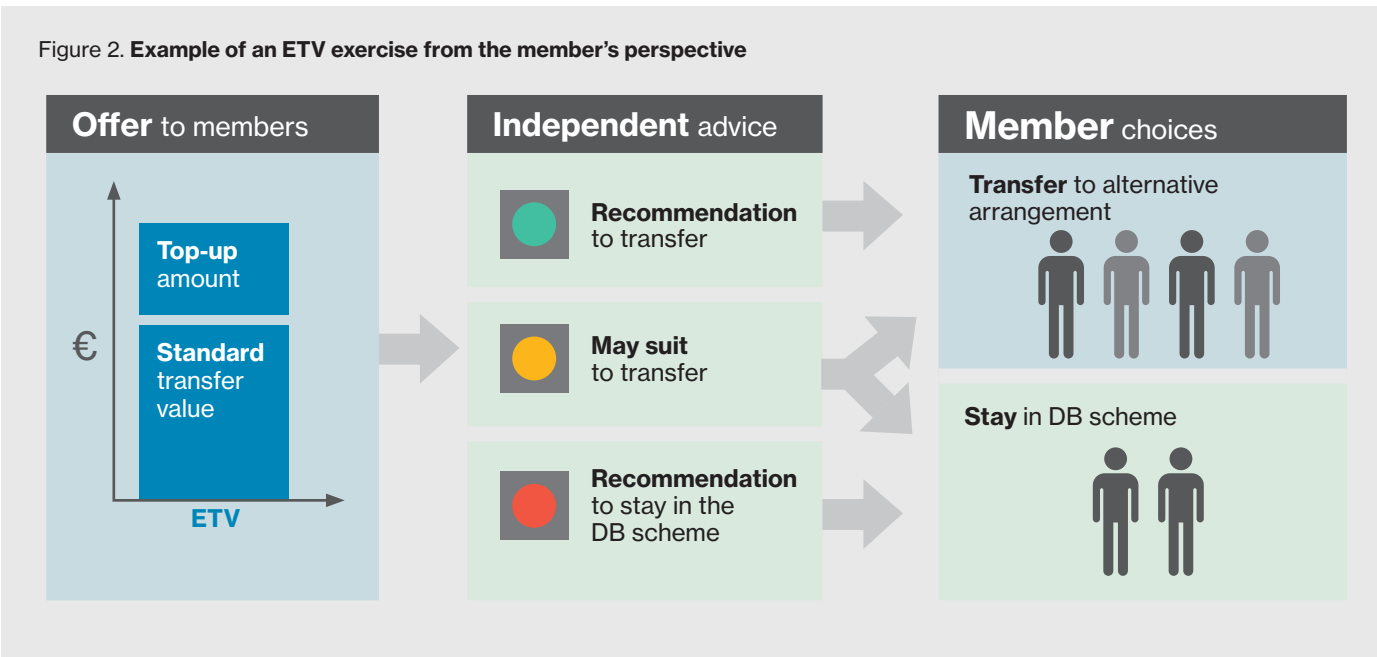 Figure 2. Example of an ETV exercise from the member’s perspective
Offer to members
€
Top-up
amount
Standard
transfer
value
ETV
Independent advice
Recommendation
to transfer
May suit
to transfer
Recommendation
to stay in the
DB scheme
Member choices
Transfer to alternative
arrangement
Stay in DB scheme